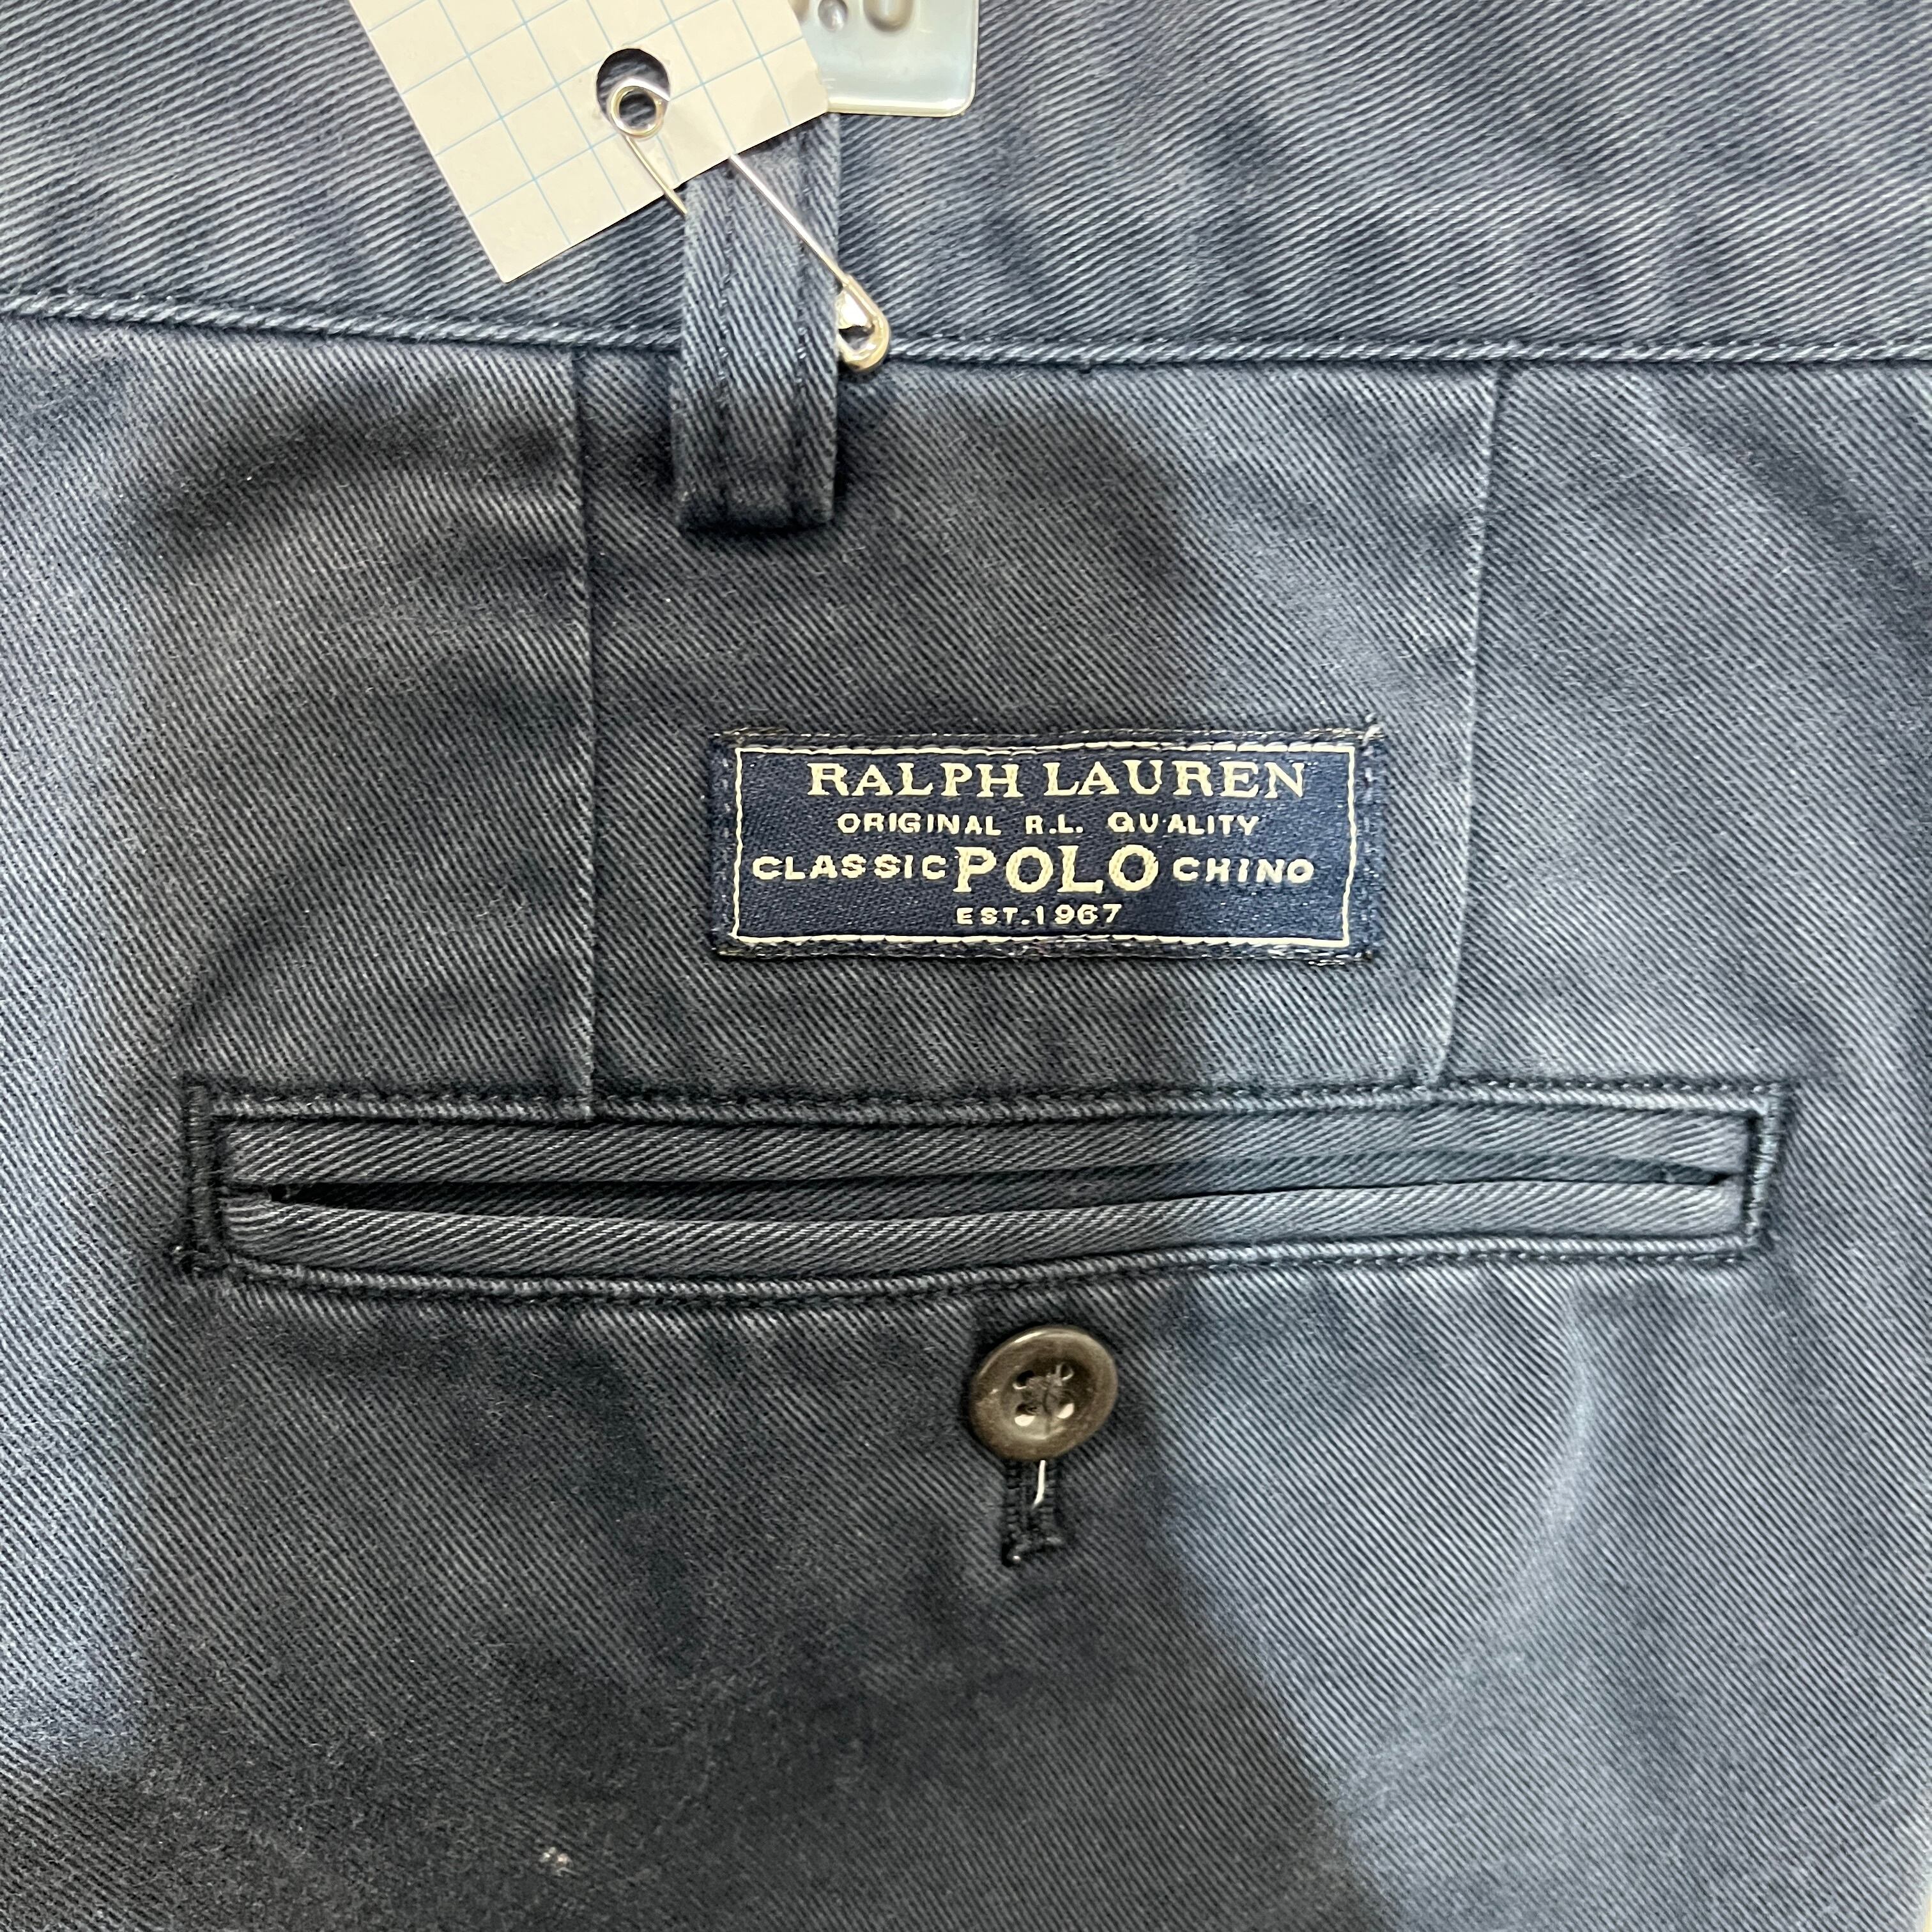 RALPH LAUREN
ORIGINAL R.L. QUALITY
CLASSIC POLO CHINO
EST. 1967